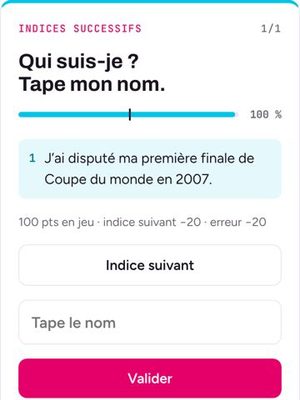 INDICES SUCCESSIFS 1/1
Qui suis-je ?
Tape mon nom.
100 %
1 J’ai disputé ma première finale de
Coupe du monde en 2007.
100 pts en jeu · indice suivant −20 · erreur −20
Indice suivant
Tape le nom
Valider